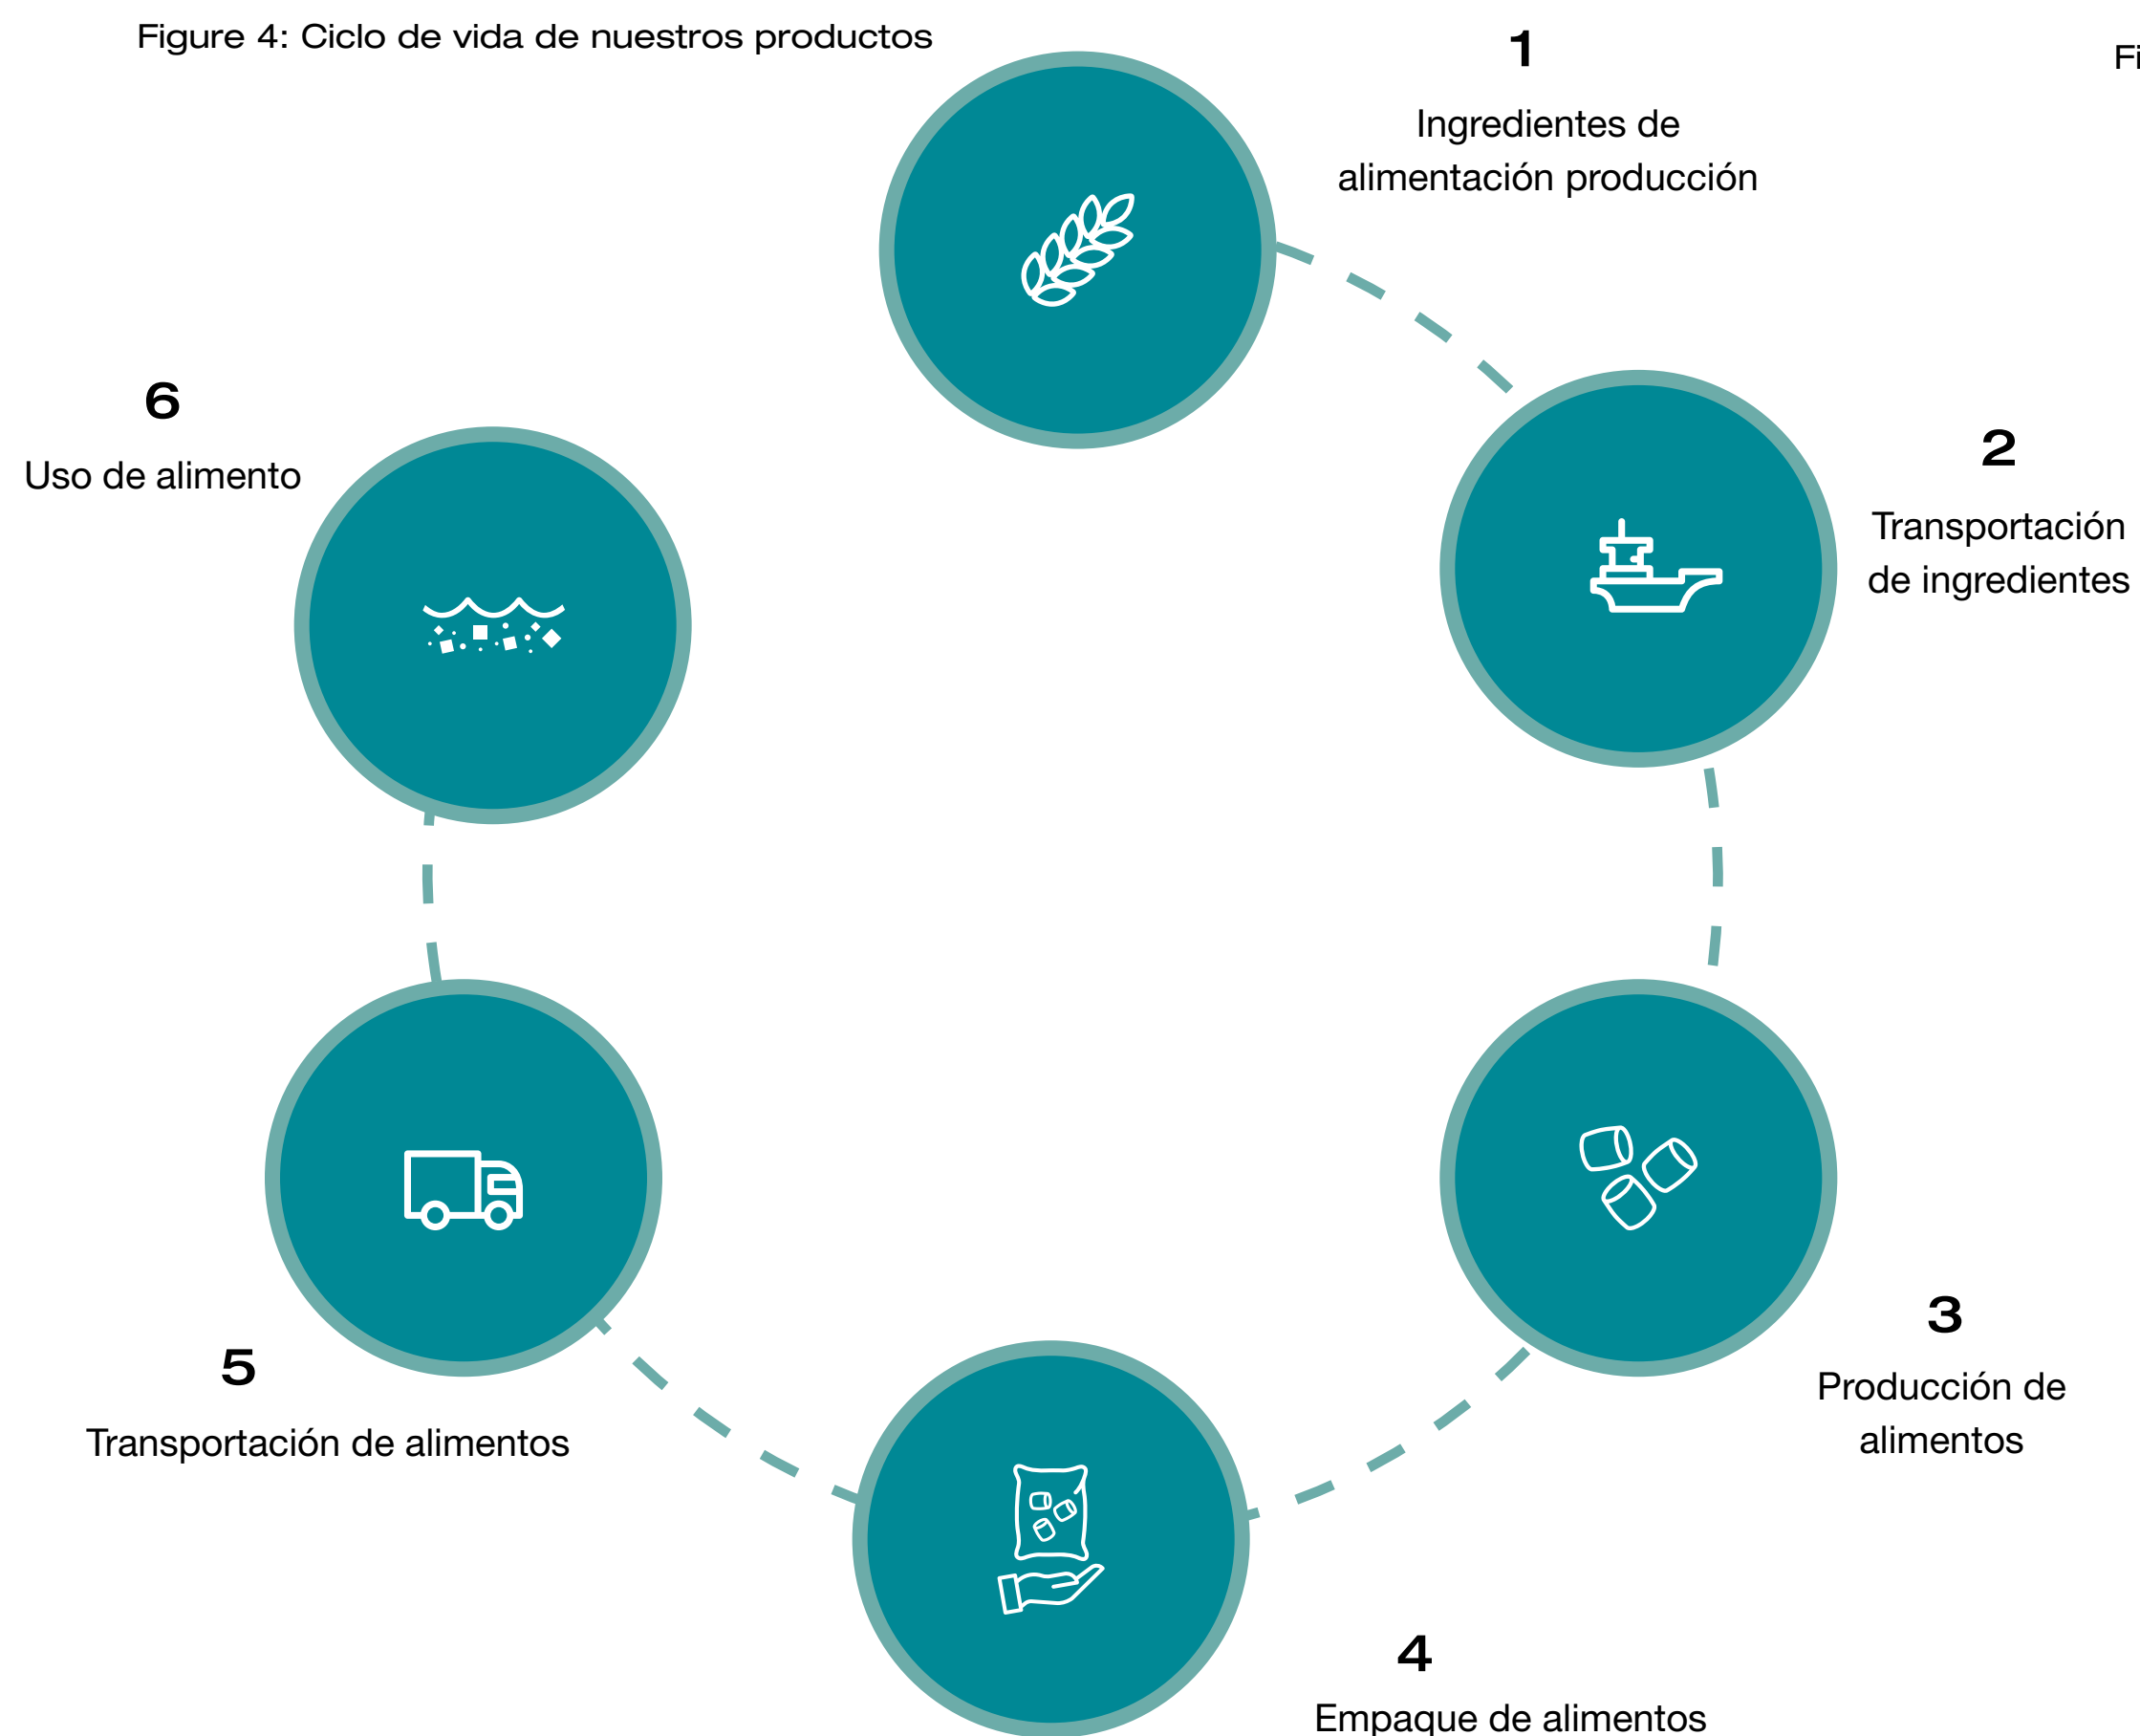 Figure 4: Ciclo de vida de nuestros productos
Fi
1
Ingredientes de
alimentación producción
2
Transportación
de ingredientes
3
Producción de
alimentos
4
Empaque de alimentos
5
Transportación de alimentos
6
Uso de alimento